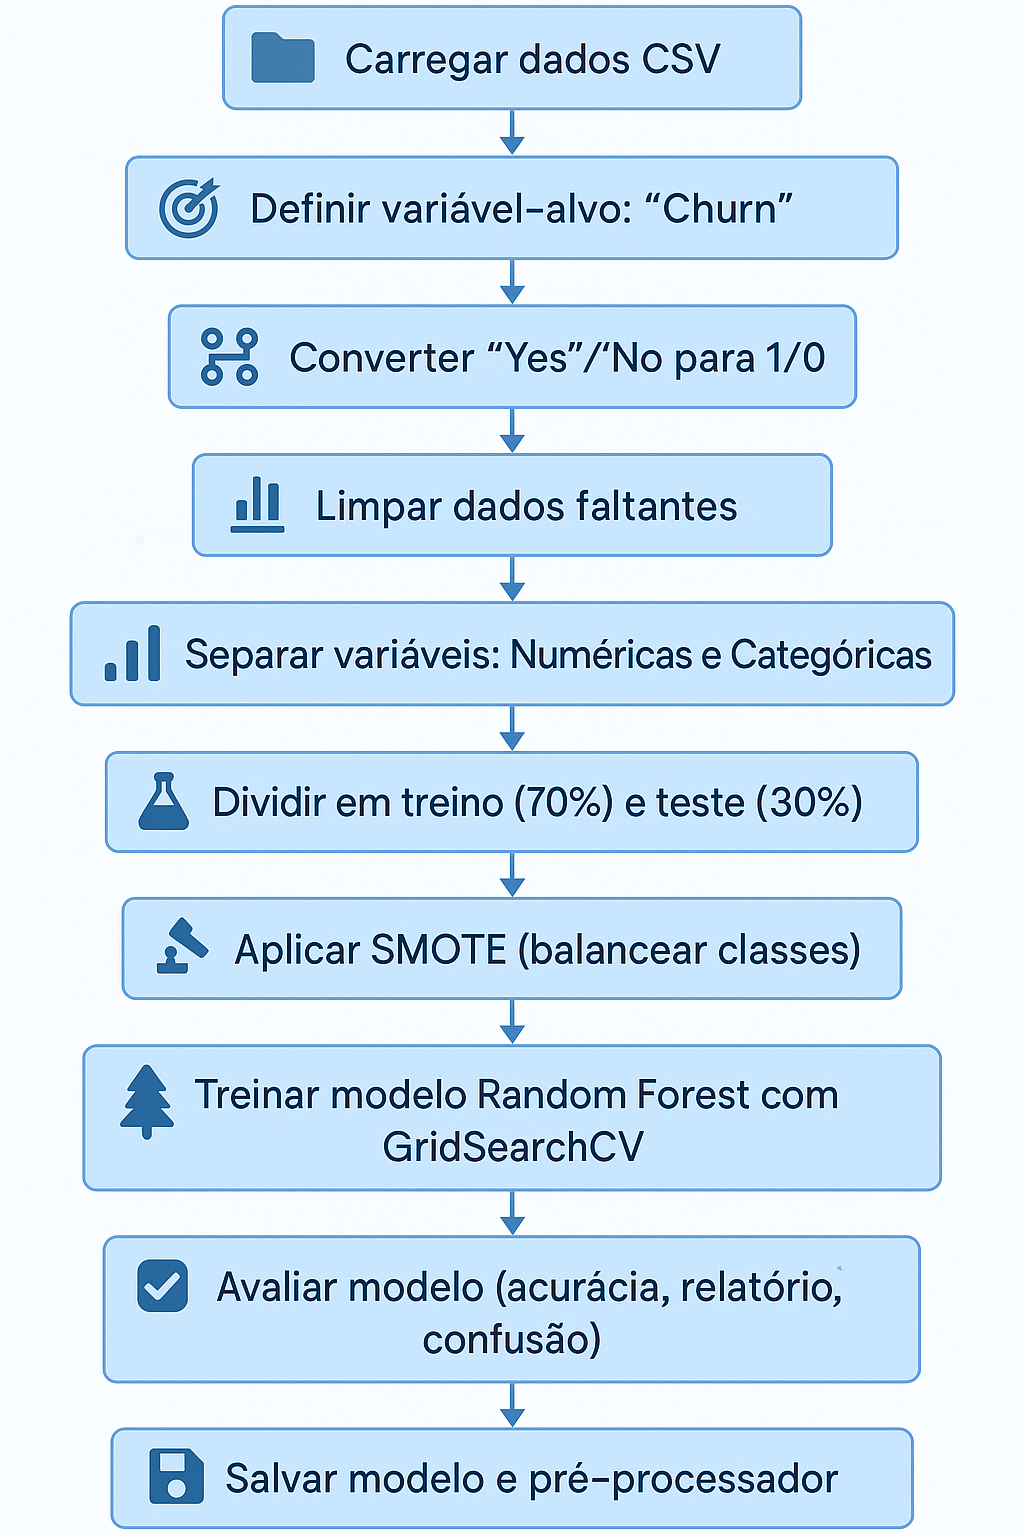 Carregar dados CSV
Definir variável-alvo: “Churn”
Converter “Yes”/‘No para 1/0
Limpar dados faltantes
Separar variáveis: Numéricas e Categóricas
Dividir em treino (70%) e teste (30%)
Aplicar SMOTE (balancear classes)
Treinar modelo Random Forest com
GridSearchCV
Avaliar modelo (acurácia, relatório,
confusão)
Salvar modelo e pré-processador